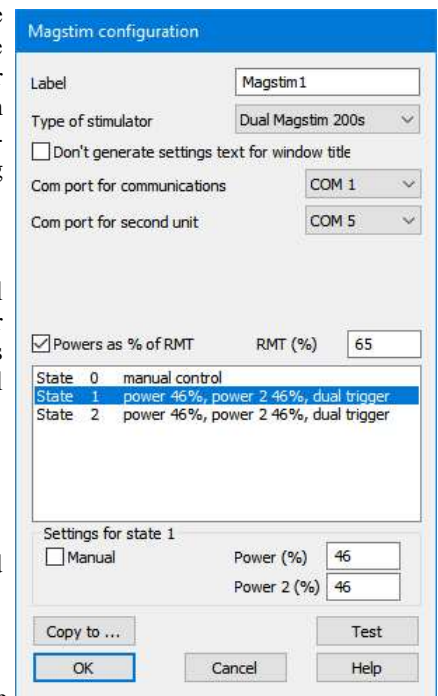 Magstim configuration
Label Magstim1
Type of stimulator Dual Magstim 200s
Don't generate settings text for window title
Com port for communications COM 1
Com port for second unit COM 5
Powers as % of RMT RMT (%) 65
State 0 manual control
State 1 power 46%, power 2 46%, dual trigger
State 2 power 46%, power 2 46%, dual trigger
Settings for state 1
Manual Power (%) 46
Power 2 (%) 46
Copy to ... Test
OK Cancel Help